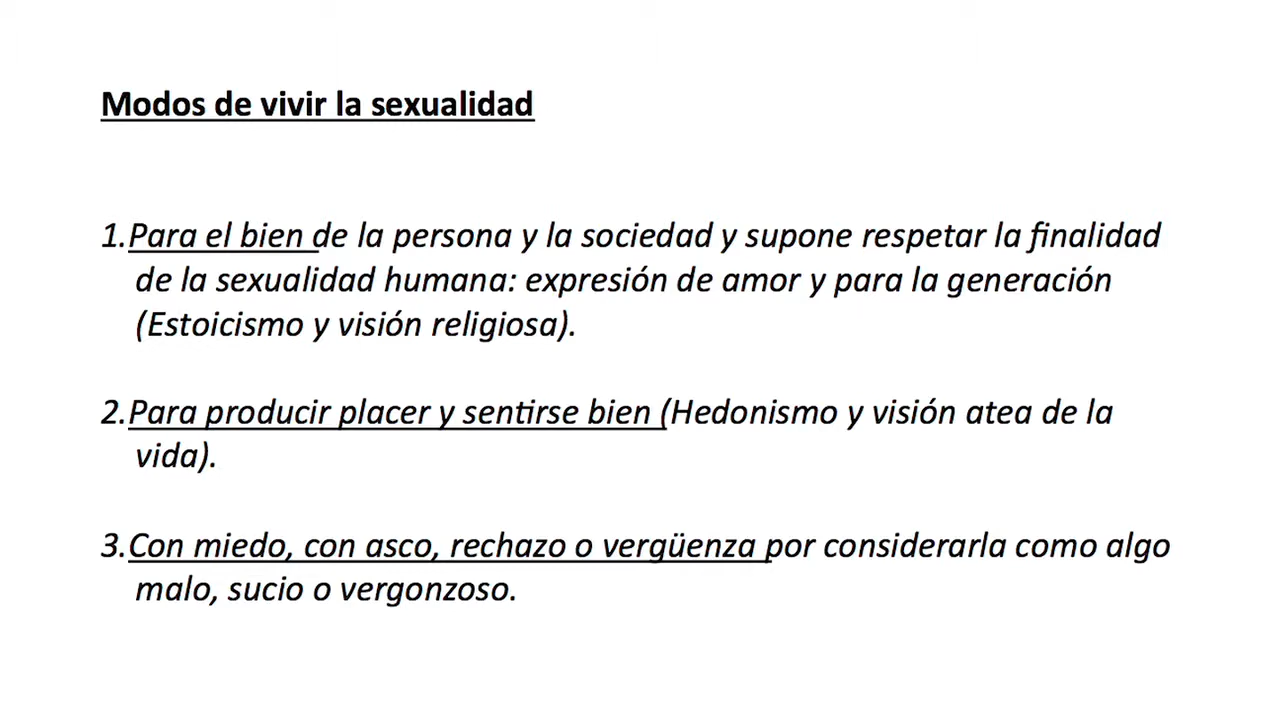 Modos de vivir la sexualidad
1.Para el bien de la persona y la sociedad y supone respetar la finalidad
de la sexualidad humana: expresión de amor y para la generación
(Estoicismo y visión religiosa).
2.Para producir placer y sentirse bien (Hedonismo y visión atea de la
vida).
3.Con miedo, con asco, rechazo o vergüenza por considerarla como algo
malo, sucio o vergonzoso.